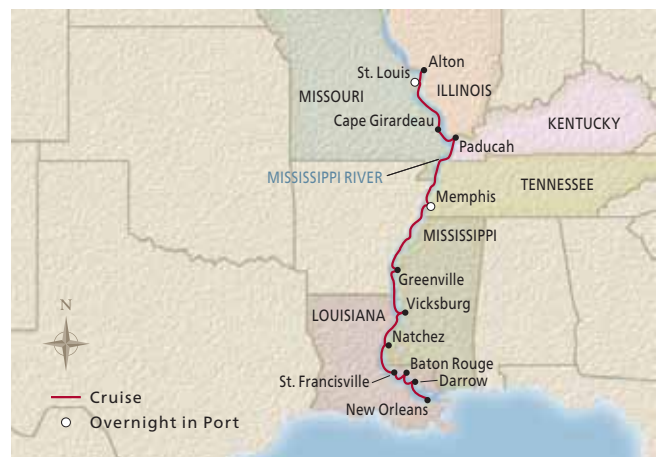 Alton
St. Louis
MISSOURI
ILLINOIS
Cape Girardeau
KENTUCKY
Paducah
MISSISSIPPI RIVER
TENNESSEE
Memphis
MISSISSIPPI
Greenville
Vicksburg
LOUISIANA
N
Natchez
Baton Rouge
St. Francisville
Darrow
New Orleans
Cruise
Overnight in Port